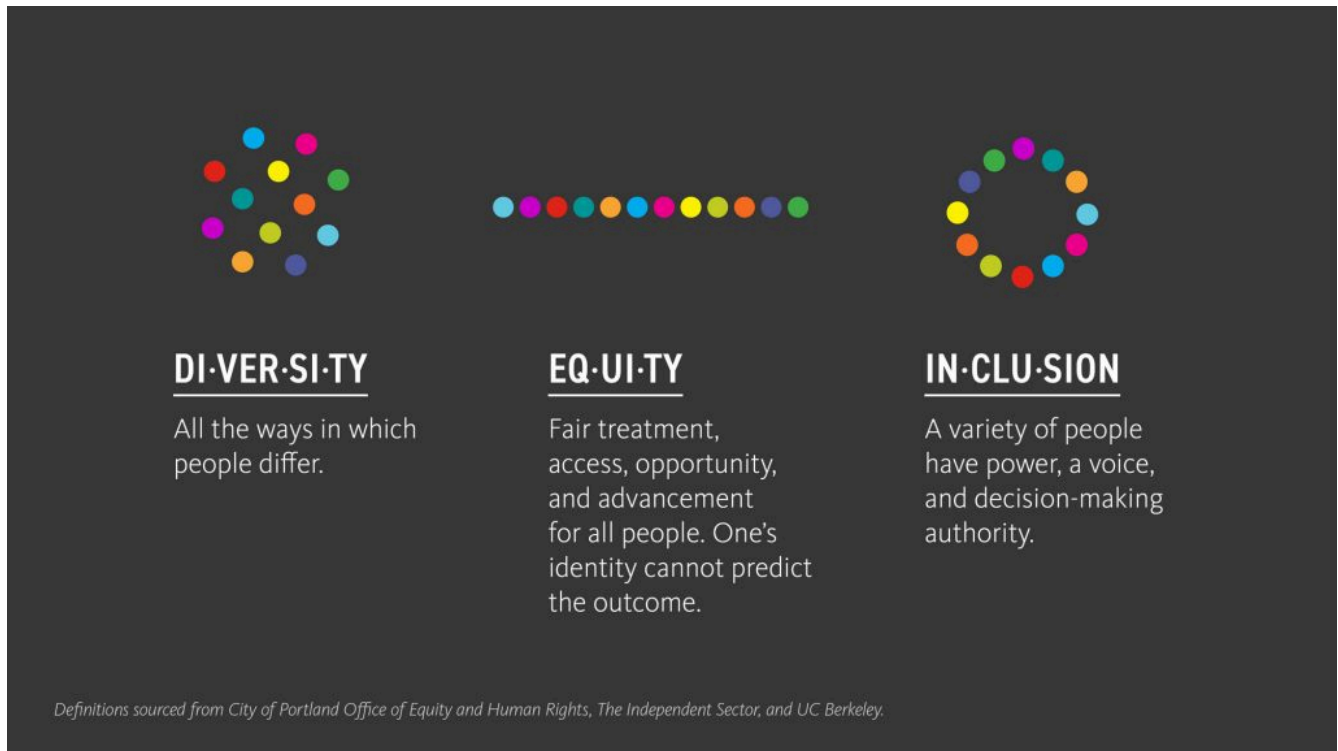 DI·VER·SI·TY
All the ways in which
people differ.
EQ·UI·TY
Fair treatment,
access, opportunity,
and advancement
for all people. One’s
identity cannot predict
the outcome.
IN·CLU·SION
A variety of people
have power, a voice,
and decision-making
authority.
Definitions sourced from City of Portland Office of Equity and Human Rights, The Independent Sector, and UC Berkeley.